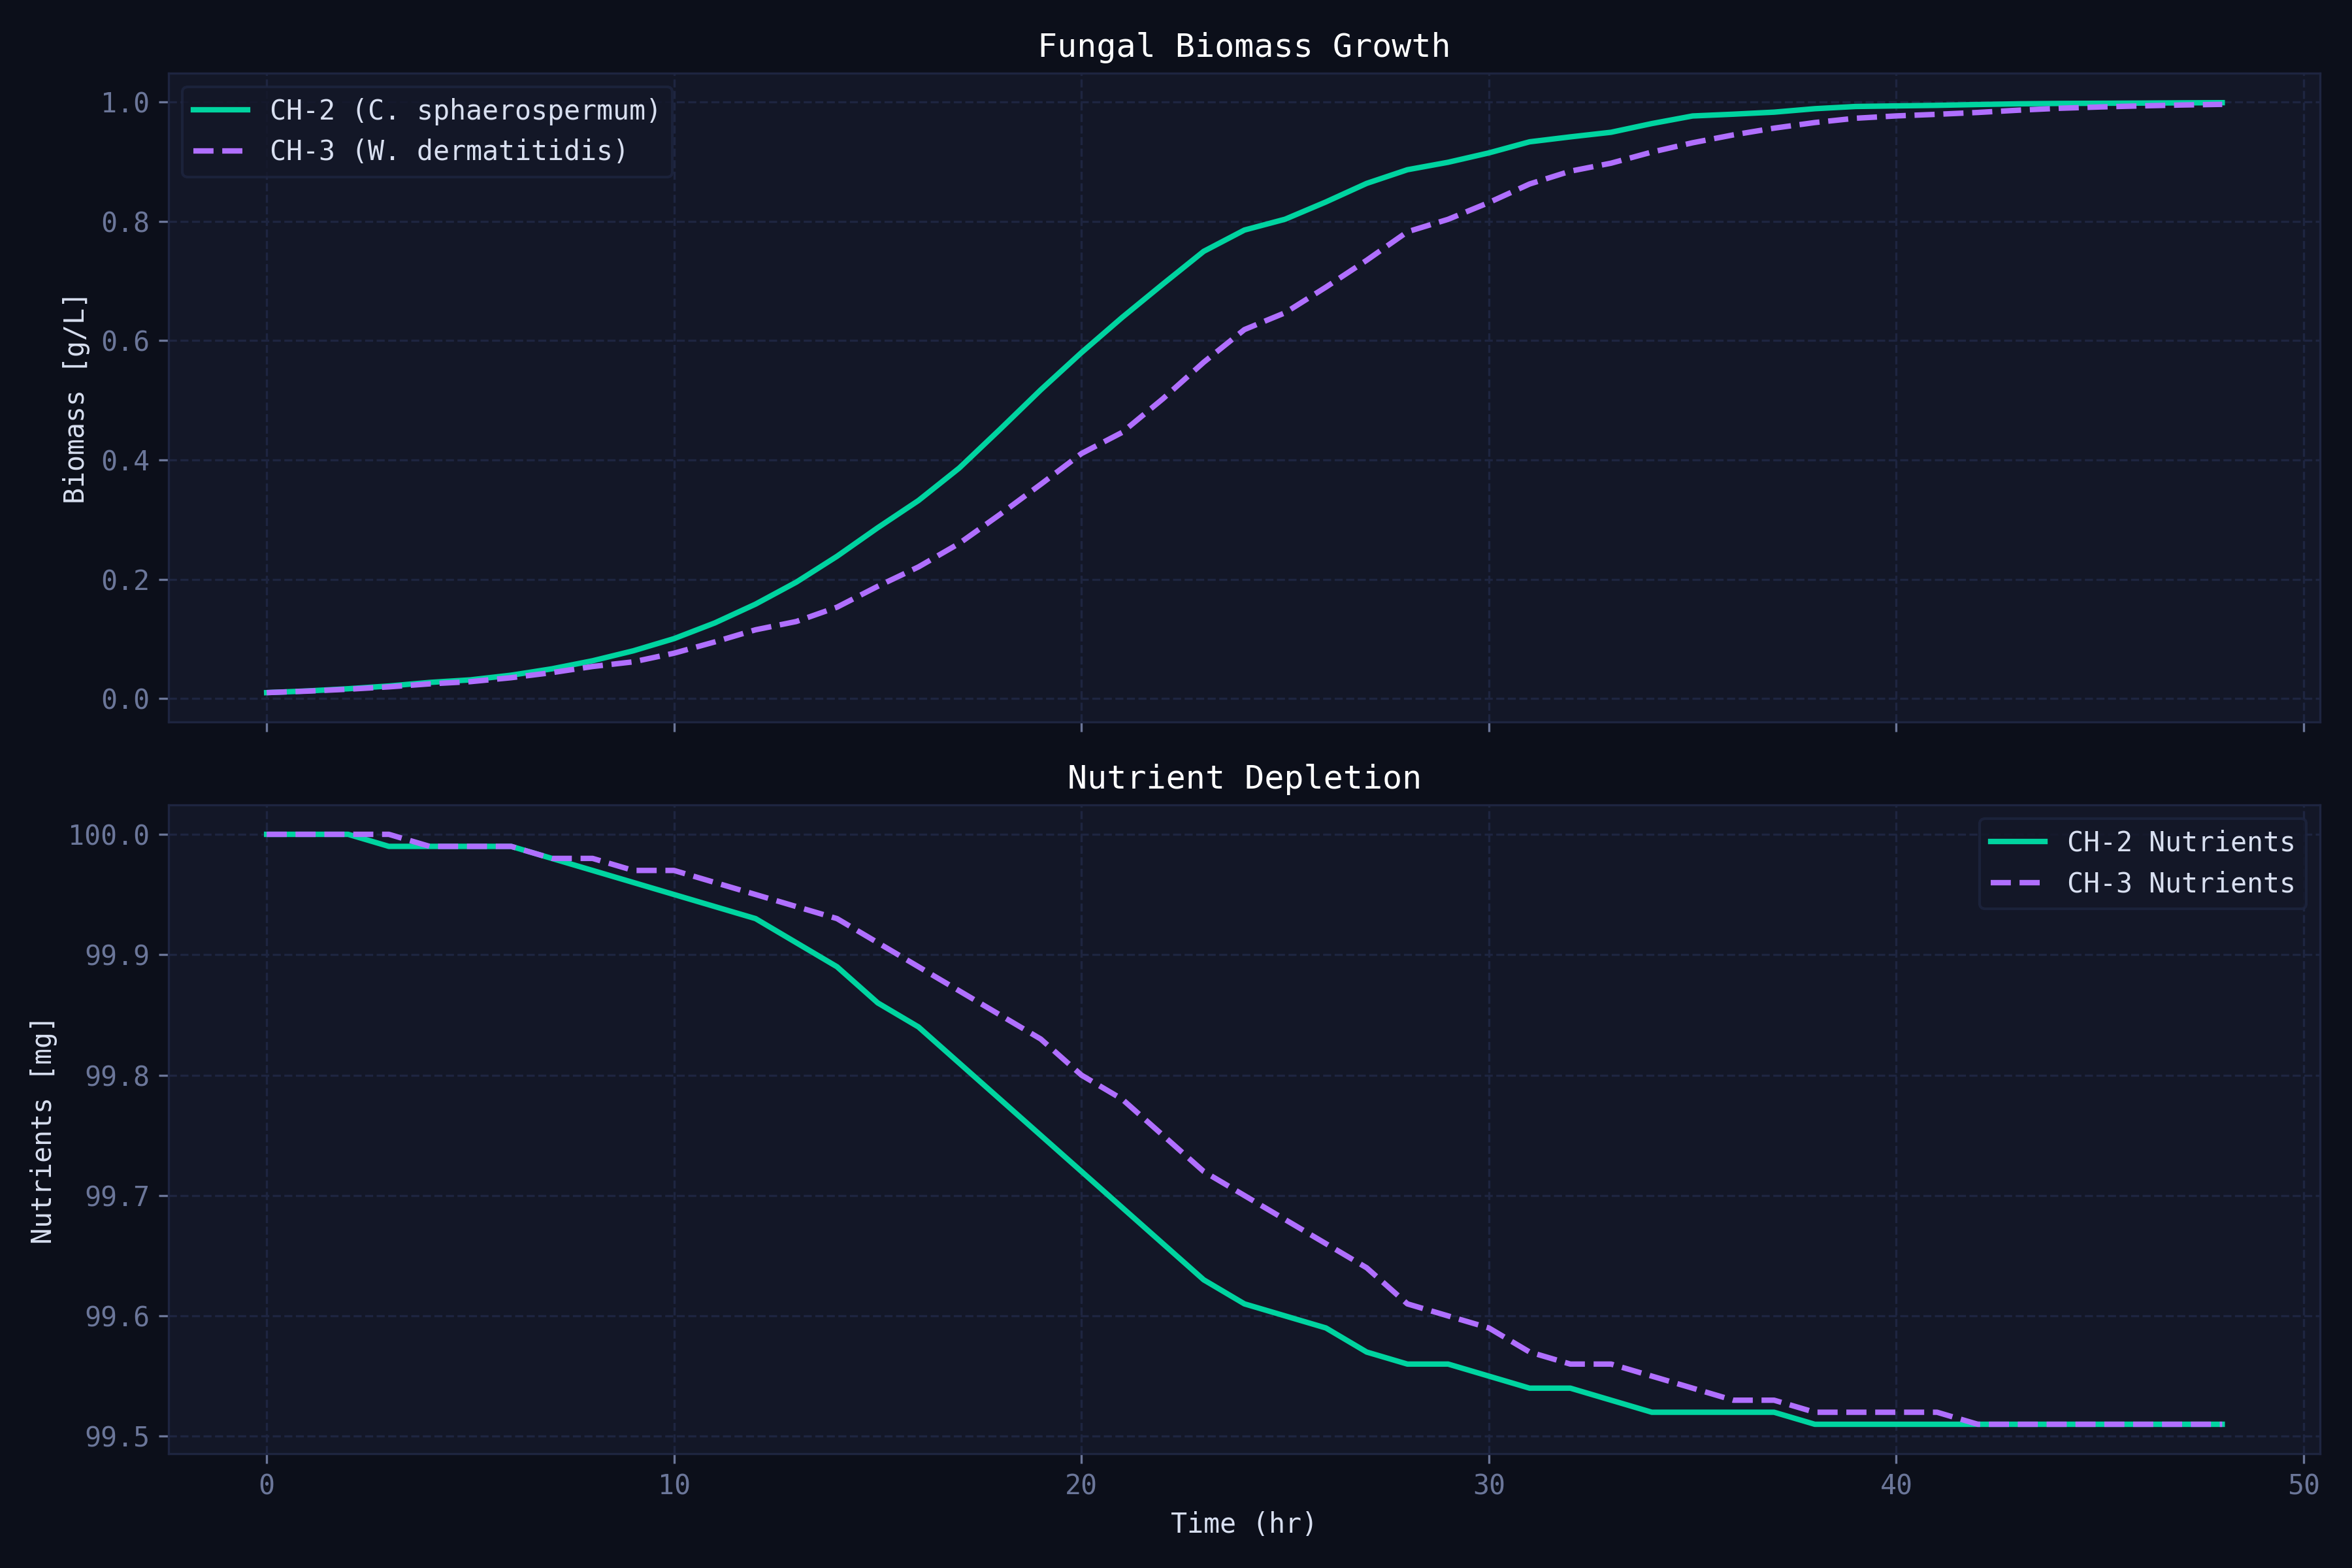 Fungal Biomass Growth
CH-2 (C. sphaerospermum)
CH-3 (W. dermatitidis)
Biomass [g/L]
1.0
0.8
0.6
0.4
0.2
0.0
Nutrient Depletion
CH-2 Nutrients
CH-3 Nutrients
Nutrients [mg]
100.0
99.9
99.8
99.7
99.6
99.5
0 10 20 30 40 50
Time (hr)